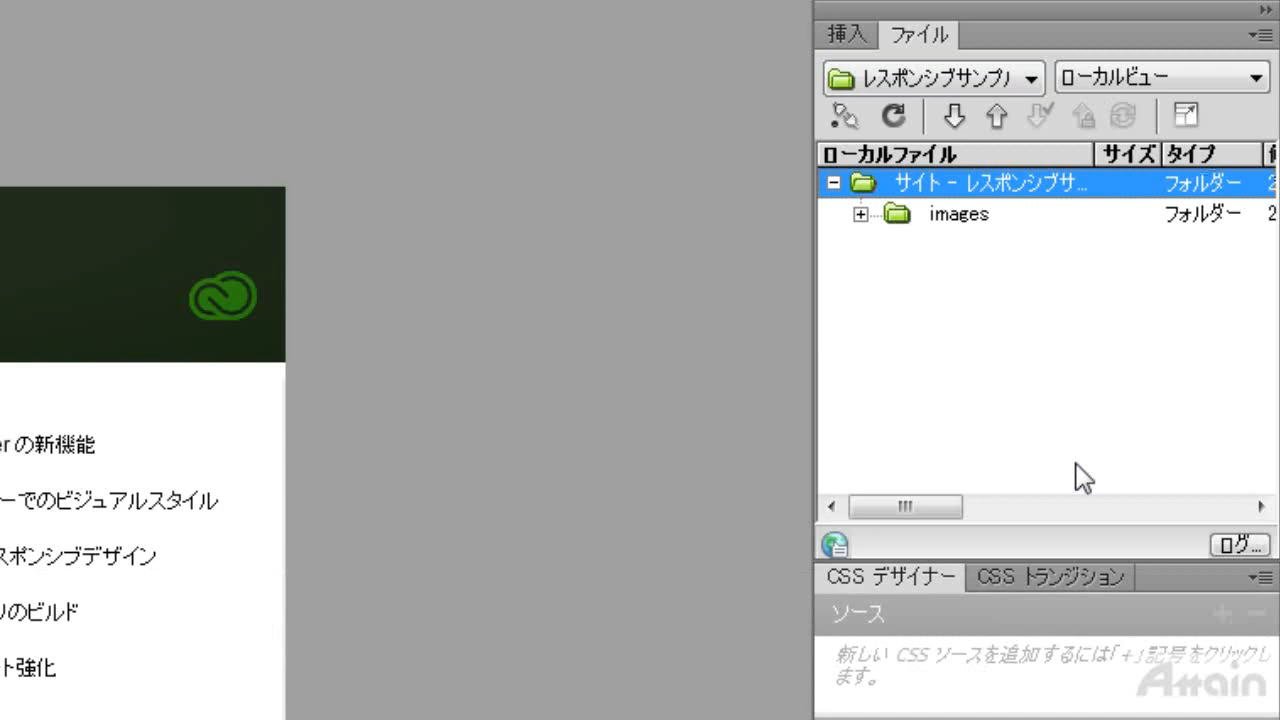 挿入 ファイル
レスポンシブサンプル ローカルビュー
ローカルファイル サイズ タイプ
サイト - レスポンシブサ... フォルダー 2
images フォルダー 2
erの新機能
ーでのビジュアルスタイル
スポンシブデザイン
リのビルド
ト強化
ログ...
CSS デザイナー CSS トランジション
ソース
新しい CSS ソースを追加するには「+」記号をクリックし
ます。
Attain